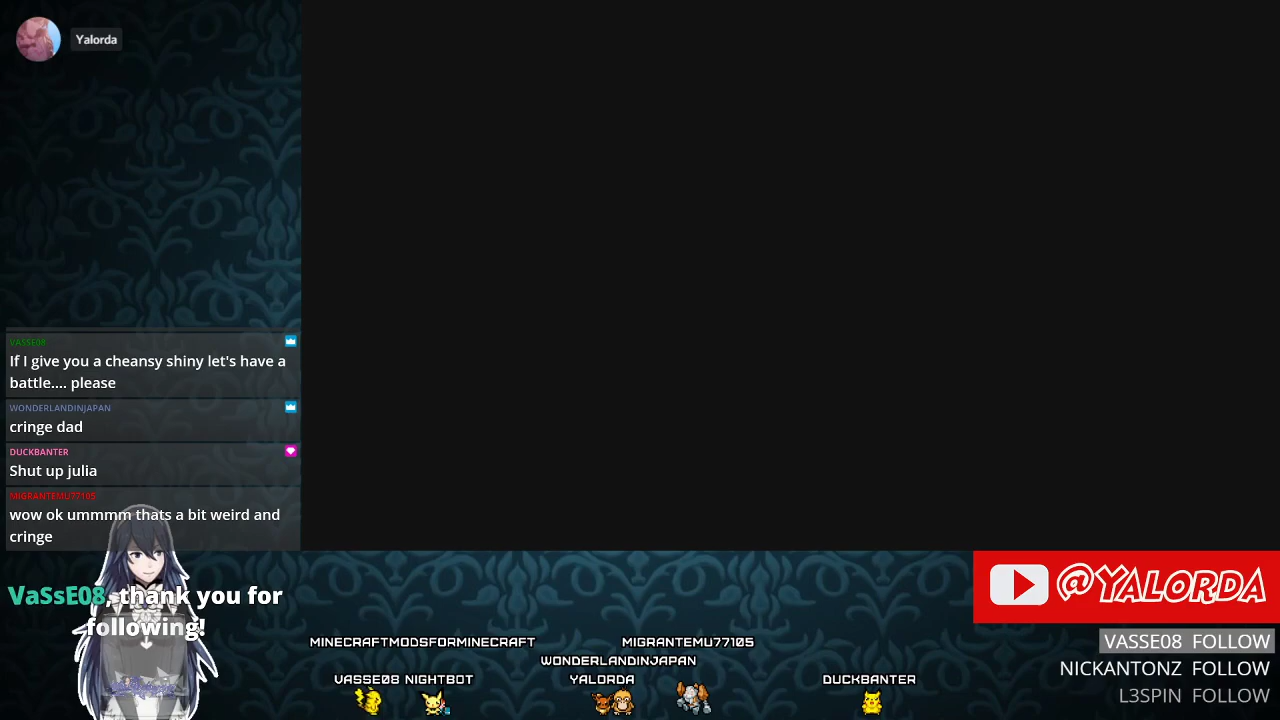 Yalorda
VASSE08
If I give you a cheansy shiny let's have a
battle.... please
WONDERLANDINJAPAN
cringe dad
DUCKBANTER
Shut up julia
MIGRANTEMU77105
wow ok ummmm thats a bit weird and
cringe
VaSsE08, thank you for
following!
MINECRAFTMODSFORMINECRAFT
MIGRANTEMU77105
WONDERLANDINJAPAN
VASSE08 NIGHTBOT
YALORDA
DUCKBANTER
@YALORDA
VASSE08 FOLLOW
NICKANTONZ FOLLOW
L3SPIN FOLLOW